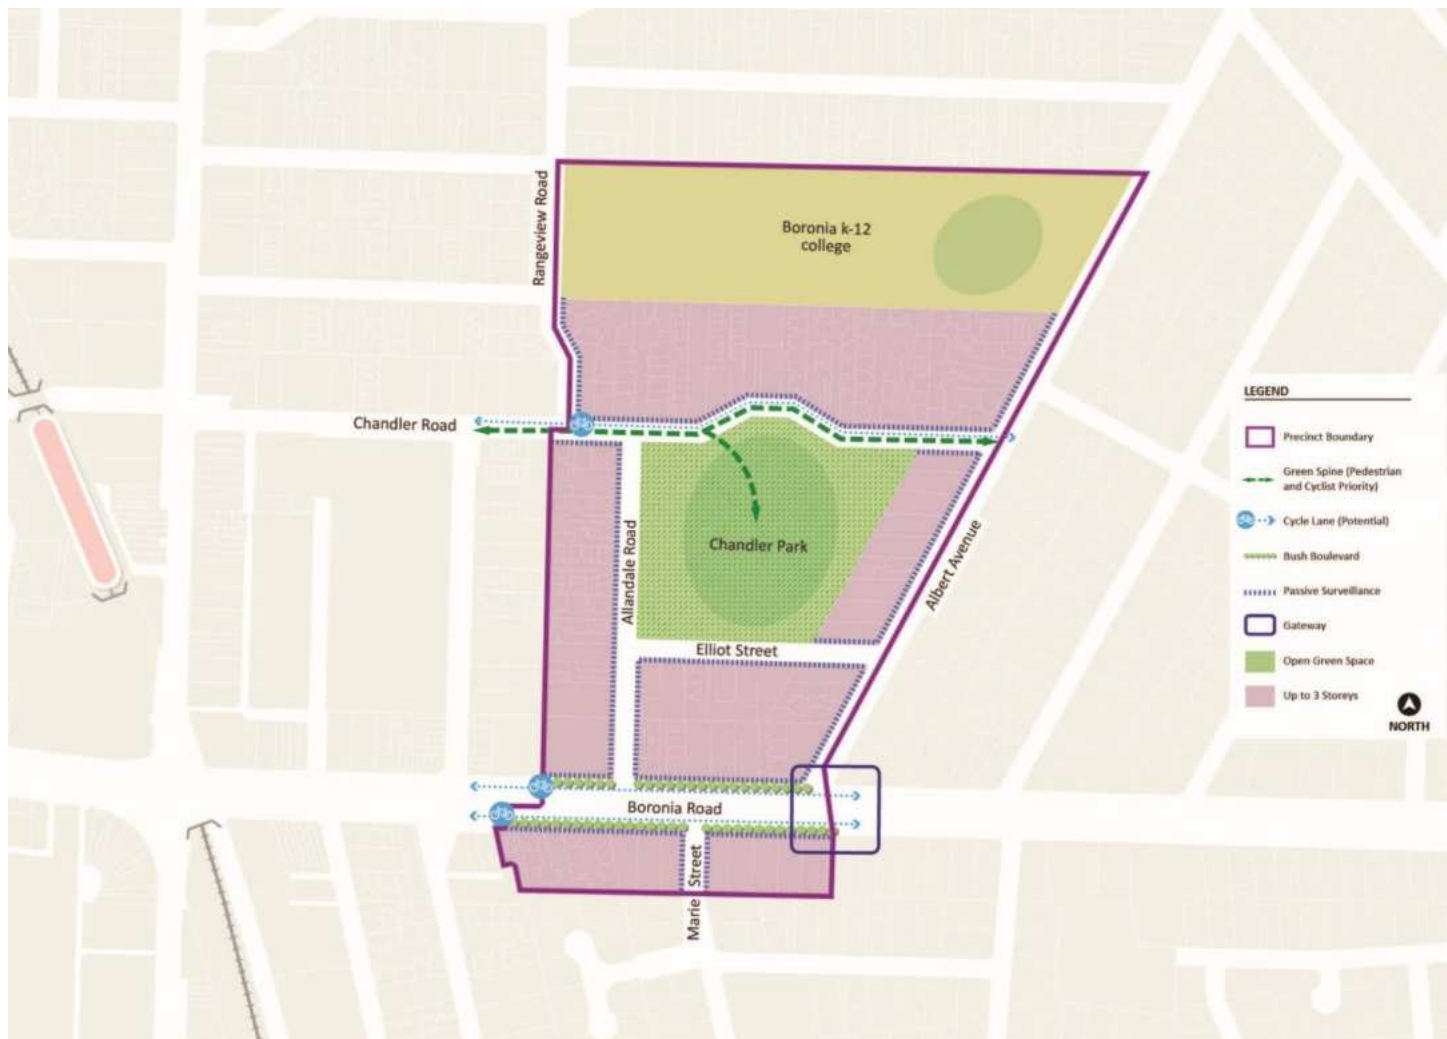 Rangeview Road
Boronia k-12
college
Chandler Road
Allandale Road
Chandler Park
Albert Avenue
Elliot Street
Boronia Road
Marie Street
LEGEND
Precinct Boundary
Green Spine (Pedestrian
and Cyclist Priority)
Cycle Lane (Potential)
Bush Boulevard
Passive Surveillance
Gateway
Open Green Space
Up to 3 Storeys
NORTH